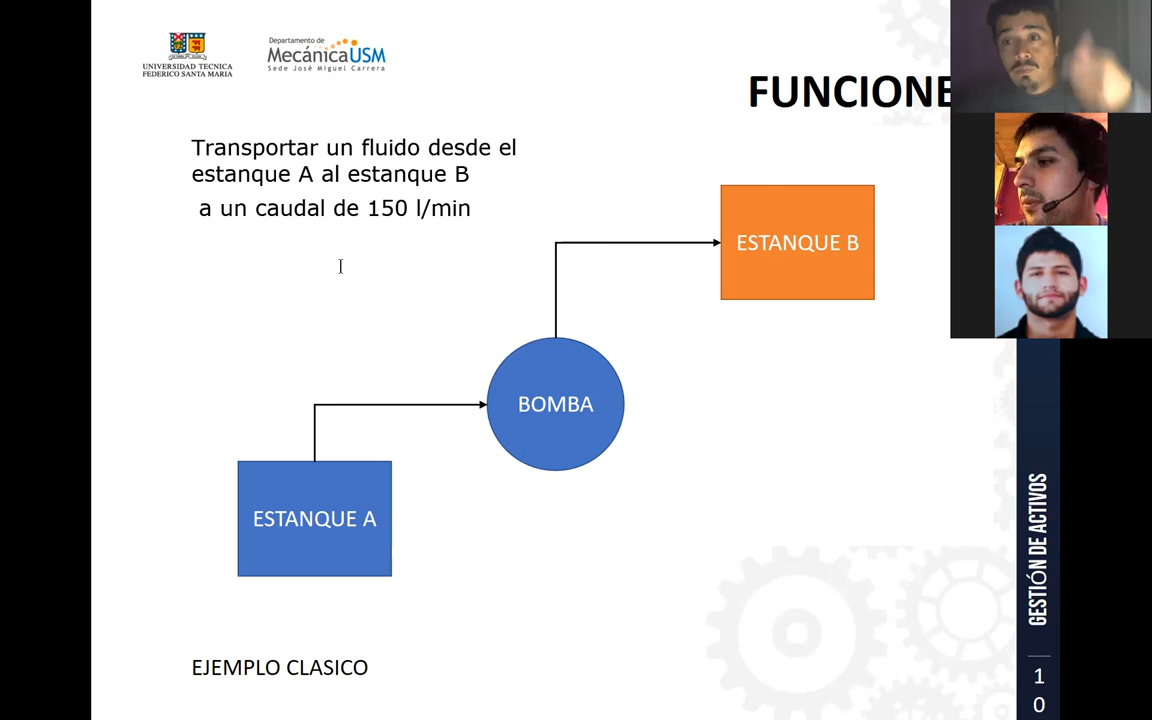 UNIVERSIDAD TECNICA
FEDERICO SANTA MARIA
Departamento de
MecánicaUSM
Sede José Miguel Carrera
FUNCIONE
Transportar un fluido desde el
estanque A al estanque B
a un caudal de 150 l/min
ESTANQUE B
BOMBA
ESTANQUE A
EJEMPLO CLASICO
GESTIÓN DE ACTIVOS
1
0